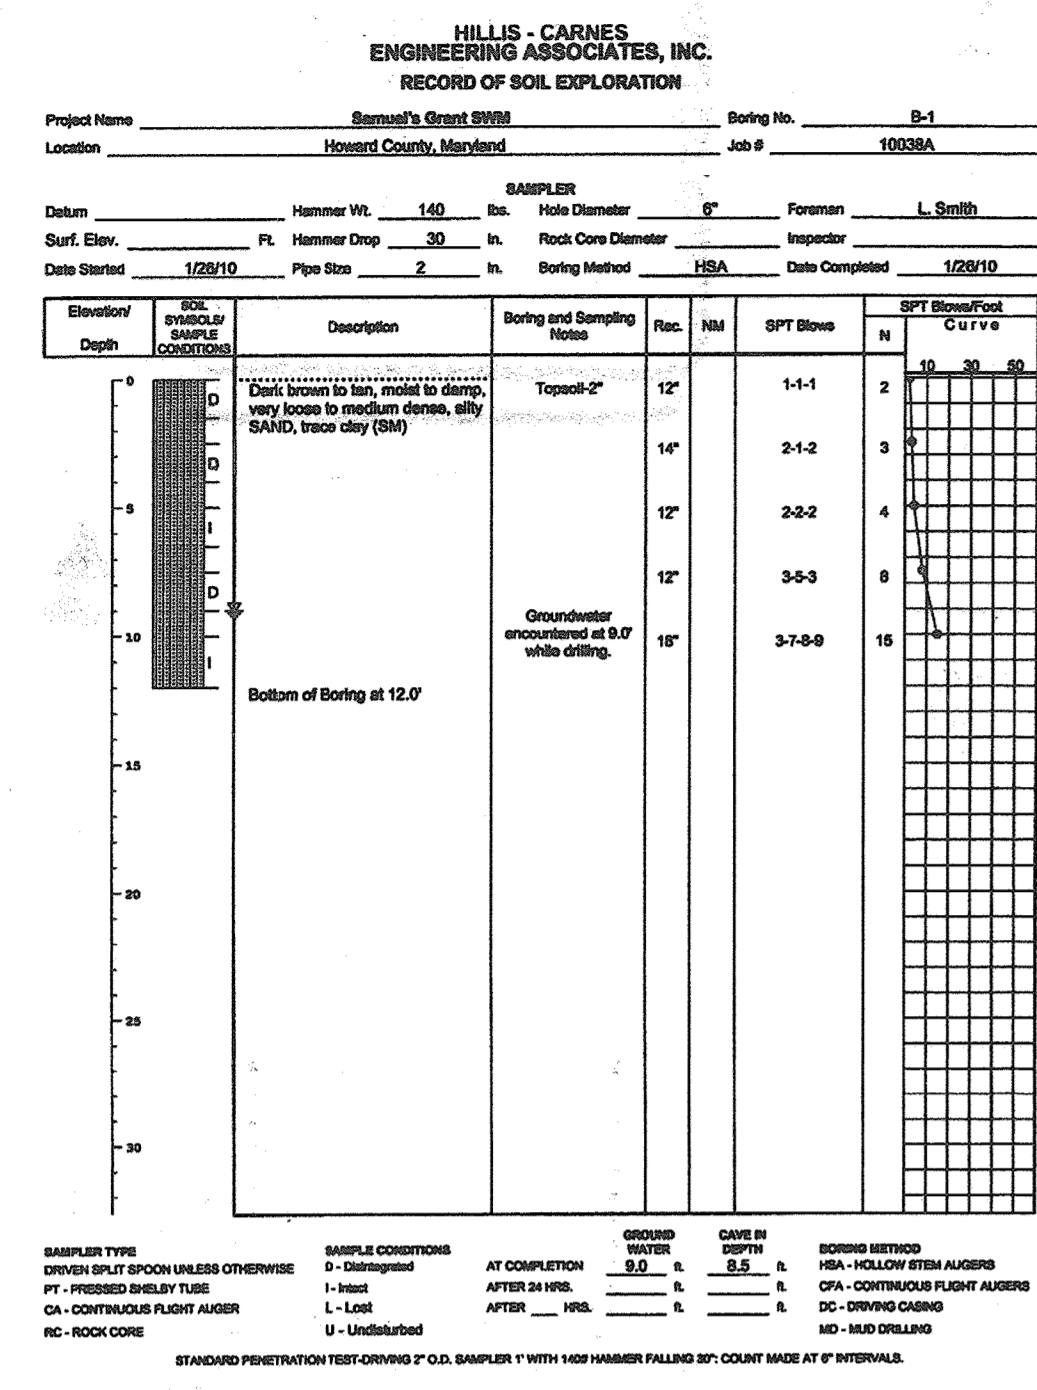 HILLIS - CARNES
ENGINEERING ASSOCIATES, INC.
RECORD OF SOIL EXPLORATION
Project Name Samuel's Grant SWM Boring No. B-1
Location Howard County, Maryland Job # 10038A
SAMPLER
Datum Hammer Wt. 140 lbs. Hole Diameter 6" Foreman L. Smith
Surf. Elev. Ft. Hammer Drop 30 in. Rock Core Diameter Inspector
Date Started 1/26/10 Pipe Size 2 in. Boring Method HSA Date Completed 1/26/10
Elevation/ Depth
SOIL SYMBOLS/ SAMPLE CONDITIONS
Description
Boring and Sampling Notes
Rec.
NM
SPT Blows
SPT Blows/Foot
N
Curve
10 30 50
0 D Dark brown to tan, moist to damp, Topsoil-2" 12" 1-1-1 2
very loose to medium dense, silty
SAND, trace clay (SM)
D 14" 2-1-2 3
5 I 12" 2-2-2 4
D 12" 3-5-3 8
Groundwater
encountered at 9.0'
while drilling.
10 I 18" 3-7-8-9 15
Bottom of Boring at 12.0'
15
20
25
30
GROUND WATER
CAVE IN DEPTH
SAMPLER TYPE SAMPLE CONDITIONS BORING METHOD
DRIVEN SPLIT SPOON UNLESS OTHERWISE D - Disintegrated AT COMPLETION 9.0 ft. 8.5 ft. HSA - HOLLOW STEM AUGERS
PT - PRESSED SHELBY TUBE I - Intact AFTER 24 HRS. ft. ft. CFA - CONTINUOUS FLIGHT AUGERS
CA - CONTINUOUS FLIGHT AUGER L - Lost AFTER ____ HRS. ft. ft. DC - DRIVING CASING
RC - ROCK CORE U - Undisturbed MD - MUD DRILLING
STANDARD PENETRATION TEST-DRIVING 2" O.D. SAMPLER 1' WITH 140# HAMMER FALLING 30": COUNT MADE AT 6" INTERVALS.